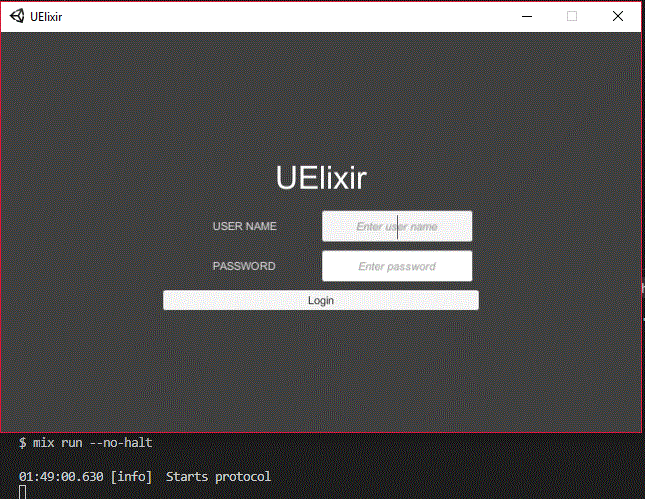 UElixir
UElixir
USER NAME Enter user name
PASSWORD Enter password
Login
$ mix run --no-halt
01:49:00.630 [info]  Starts protocol